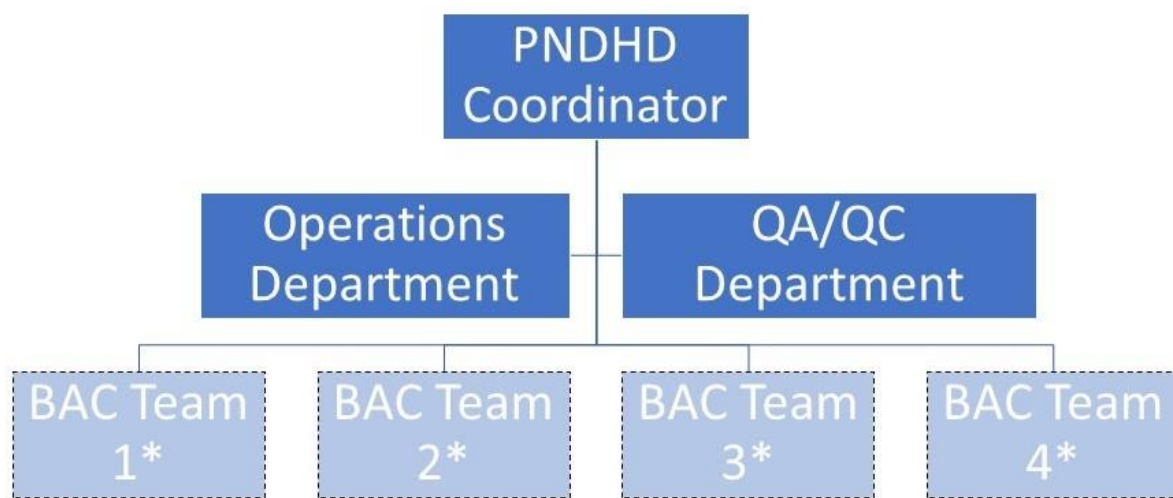 PNDHD
Coordinator
Operations
Department
QA/QC
Department
BAC Team
1*
BAC Team
2*
BAC Team
3*
BAC Team
4*